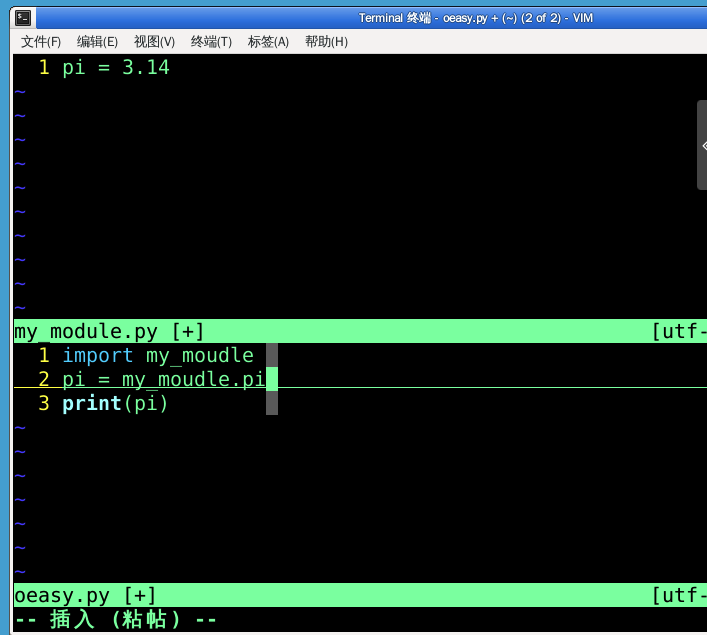 Terminal 终端 - oeasy.py + (~) (2 of 2) - VIM
文件(F) 编辑(E) 视图(V) 终端(T) 标签(A) 帮助(H)
1 pi = 3.14
~
~
~
~
~
~
~
~
~
~
my_module.py [+] [utf-
1 import my_moudle
2 pi = my_moudle.pi
3 print(pi)
~
~
~
~
~
~
~
oeasy.py [+] [utf-
-- 插入 (粘帖) --